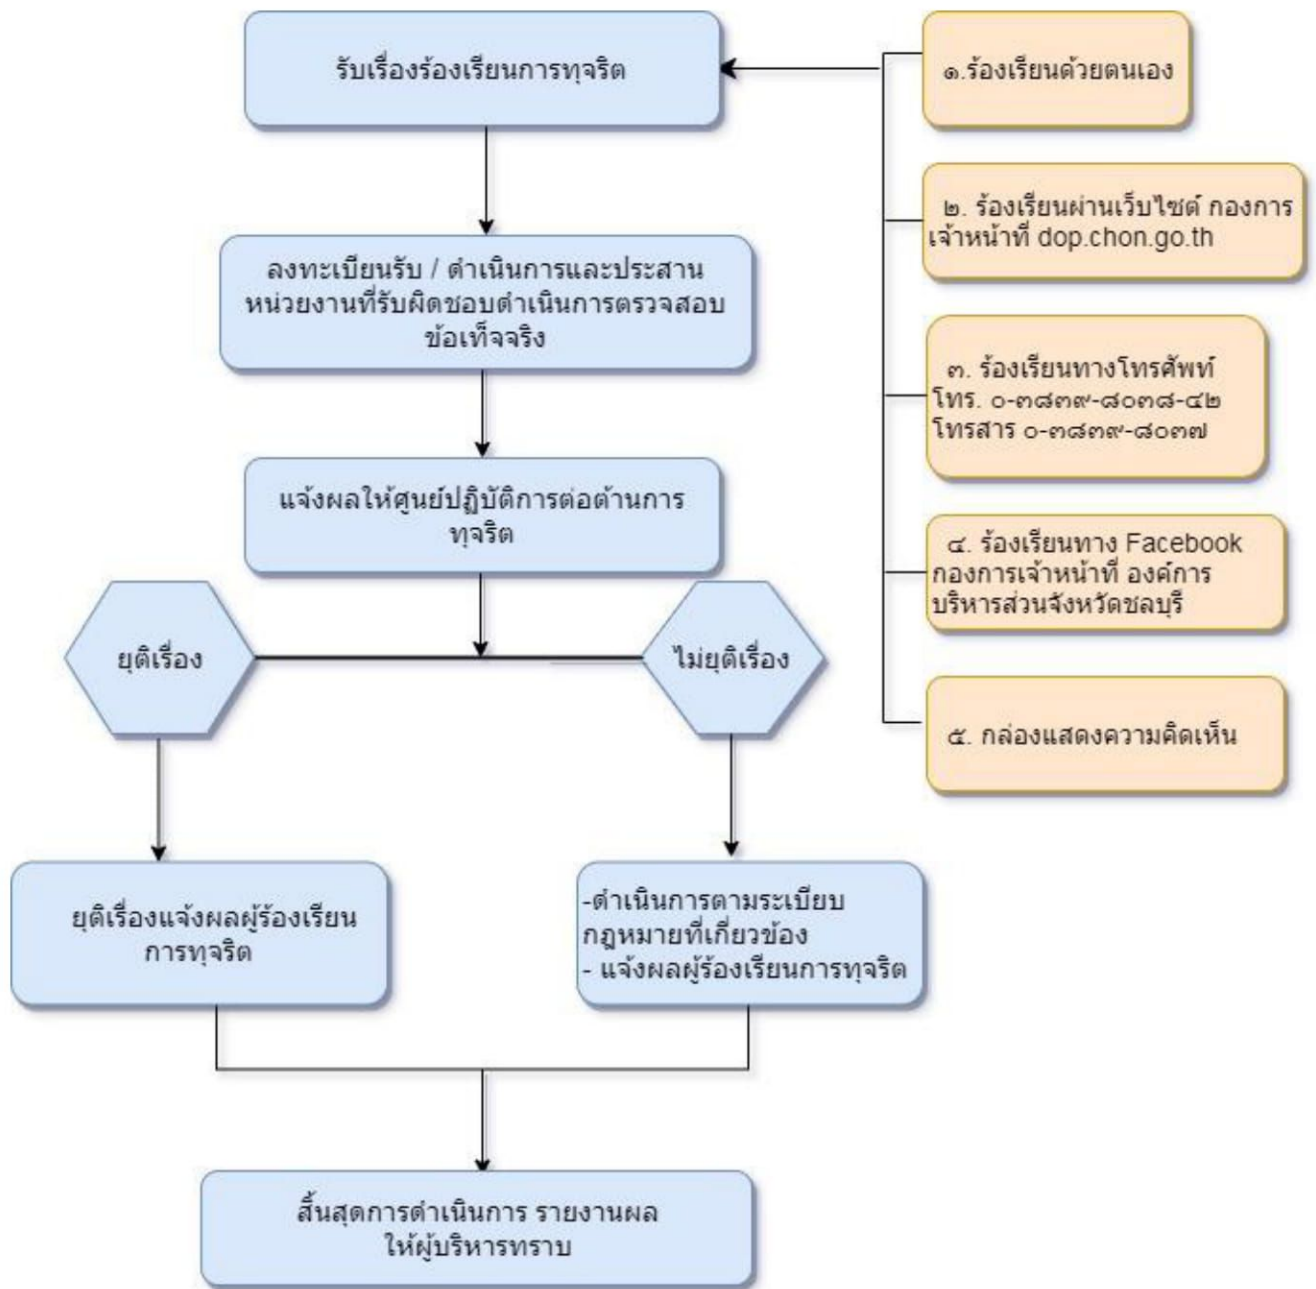 รับเรื่องร้องเรียนการทุจริต
๑.ร้องเรียนด้วยตนเอง
๒. ร้องเรียนผ่านเว็บไซต์ กองการ
เจ้าหน้าที่ dop.chon.go.th
ลงทะเบียนรับ / ดำเนินการและประสาน
หน่วยงานที่รับผิดชอบดำเนินการตรวจสอบ
ข้อเท็จจริง
๓. ร้องเรียนทางโทรศัพท์
โทร. ๐-๓๘๓๙-๘๐๓๘-๔๒
โทรสาร ๐-๓๘๓๙-๘๐๓๗
แจ้งผลให้ศูนย์ปฏิบัติการต่อต้านการ
ทุจริต
๔. ร้องเรียนทาง Facebook
กองการเจ้าหน้าที่ องค์การ
บริหารส่วนจังหวัดชลบุรี
ยุติเรื่อง
ไม่ยุติเรื่อง
๕. กล่องแสดงความคิดเห็น
ยุติเรื่องแจ้งผลผู้ร้องเรียน
การทุจริต
-ดำเนินการตามระเบียบ
กฎหมายที่เกี่ยวข้อง
- แจ้งผลผู้ร้องเรียนการทุจริต
สิ้นสุดการดำเนินการ รายงานผล
ให้ผู้บริหารทราบ